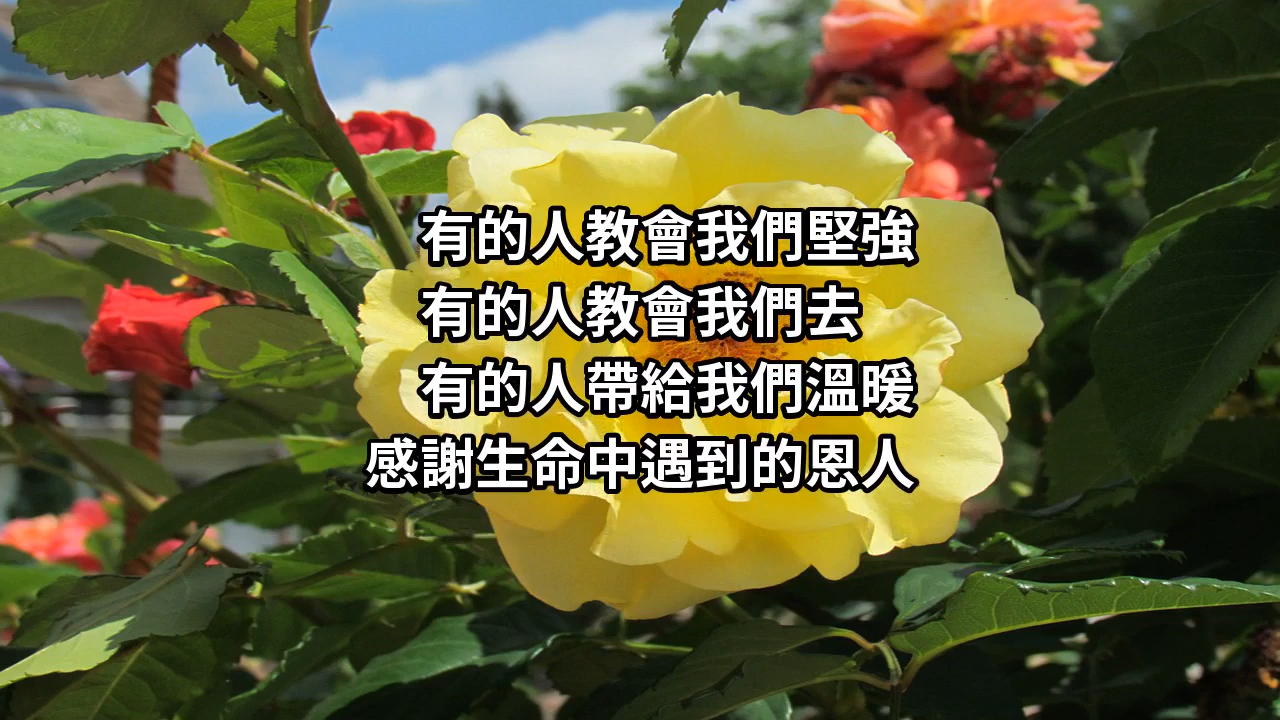 有的人教會我們堅強
有的人教會我們去
有的人帶給我們溫暖
感謝生命中遇到的恩人